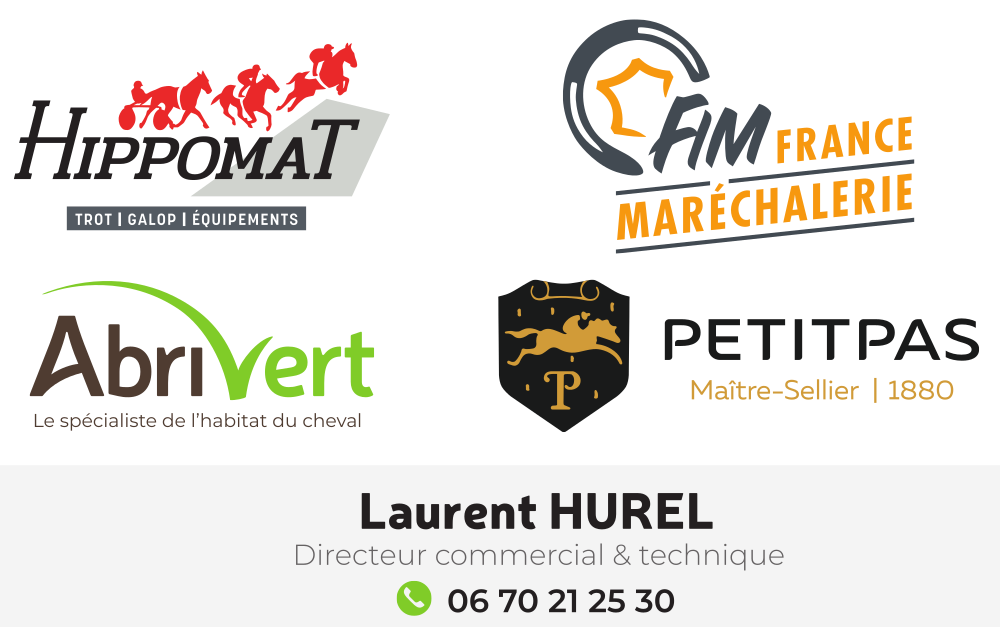 HIPPOMAT
TROT | GALOP | ÉQUIPEMENTS
FIM FRANCE
MARÉCHALERIE
AbriVert
Le spécialiste de l'habitat du cheval
P
PETITPAS
Maître-Sellier | 1880
Laurent HUREL
Directeur commercial & technique
06 70 21 25 30